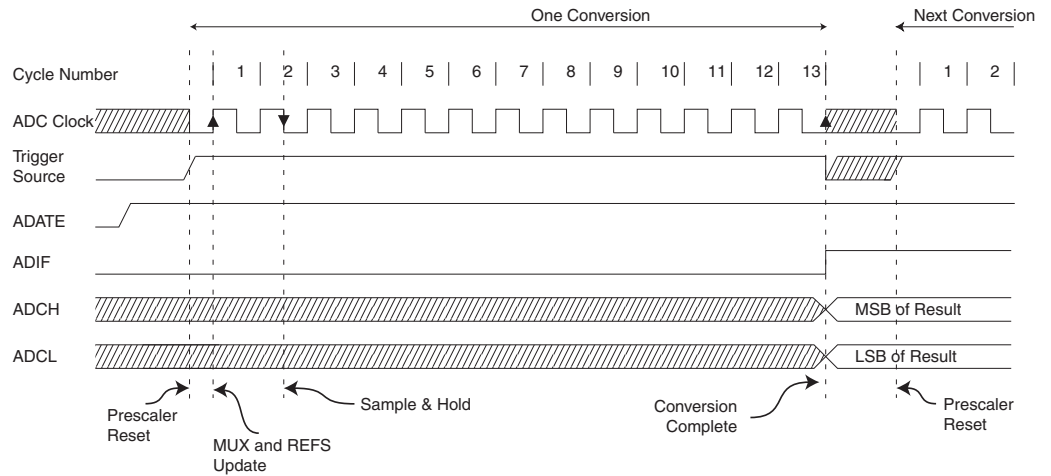 One Conversion
Next Conversion
Cycle Number 1 2 3 4 5 6 7 8 9 10 11 12 13 1 2
ADC Clock
Trigger
Source
ADATE
ADIF
ADCH
MSB of Result
ADCL
LSB of Result
Prescaler
Reset
MUX and REFS
Update
Sample & Hold
Conversion
Complete
Prescaler
Reset